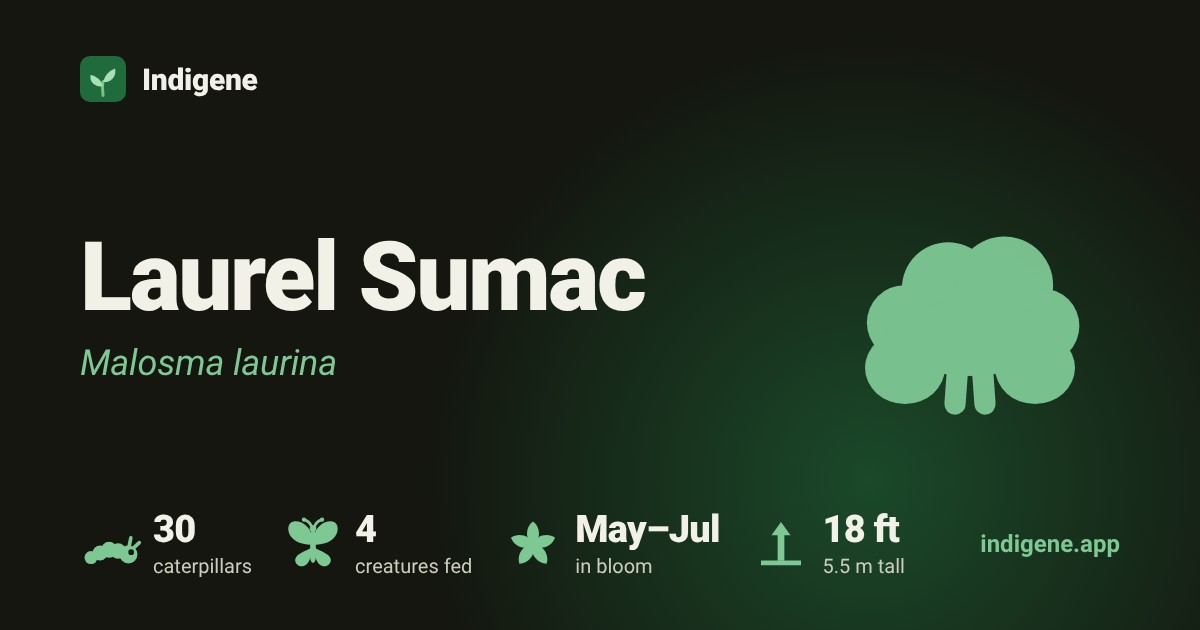 Indigene
Laurel Sumac
Malosma laurina
30
caterpillars
4
creatures fed
May–Jul
in bloom
18 ft
5.5 m tall
indigene.app